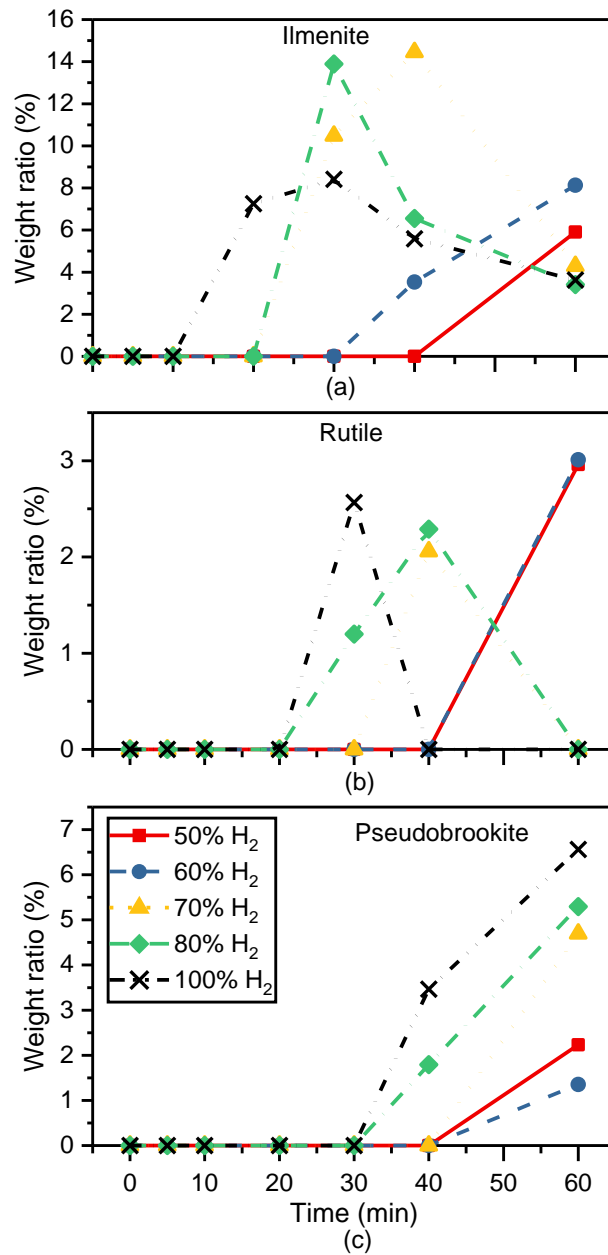 Ilmenite
Weight ratio (%)
16
14
12
10
8
6
4
2
0
(a)
Rutile
Weight ratio (%)
3
2
1
0
(b)
Pseudobrookite
Weight ratio (%)
7
6
5
4
3
2
1
0
50% H₂
60% H₂
70% H₂
80% H₂
100% H₂
0 10 20 30 40 50 60
Time (min)
(c)